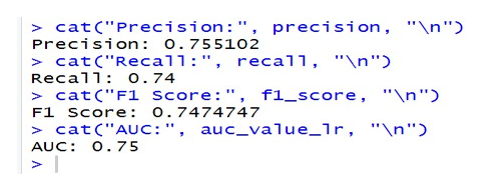 > cat("Precision:", precision, "\n")
Precision: 0.755102
> cat("Recall:", recall, "\n")
Recall: 0.74
> cat("F1 Score:", f1_score, "\n")
F1 Score: 0.7474747
> cat("AUC:", auc_value_lr, "\n")
AUC: 0.75
>